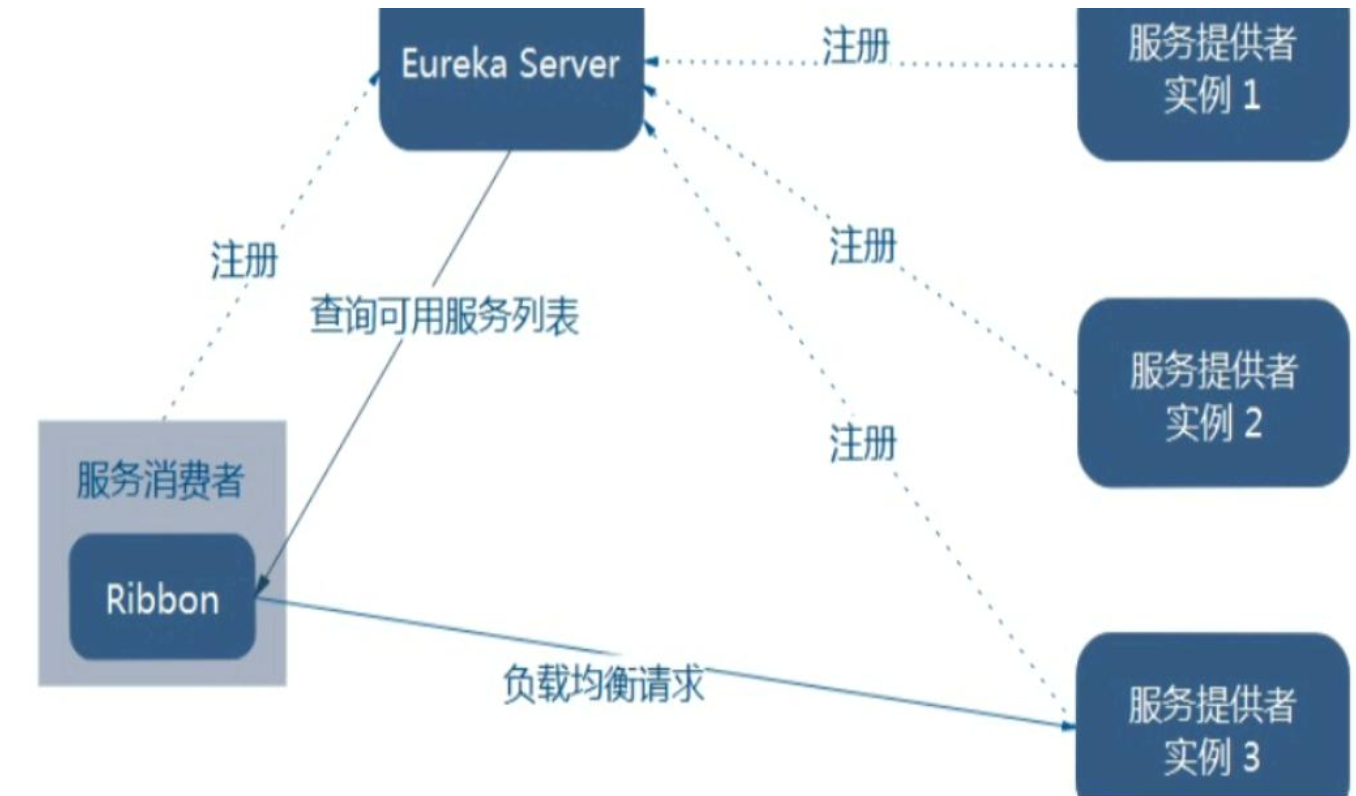 Eureka Server
注册
服务提供者
实例 1
注册
注册
查询可用服务列表
服务提供者
实例 2
注册
服务消费者
Ribbon
负载均衡请求
服务提供者
实例 3